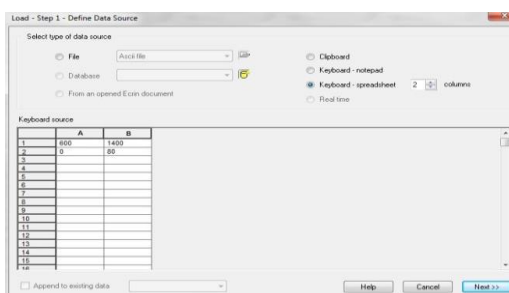 Load - Step 1 - Define Data Source
Select type of data source
File
Ascii file
Clipboard
Database
Keyboard - notepad
Keyboard - spreadsheet 2 columns
From an opened Ecrin document
Real time
Keyboard source
A B
1 600 1400
2 0 80
3
4
5
6
7
8
9
10
11
12
13
14
15
16
Append to existing data
Help Cancel Next >>